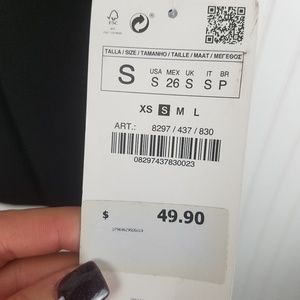 FSC
TALLA / SIZE / TAMANHO / TAILLE / MAAT / ΜΕΓΕΘΟΣ
S
USA MEX UK IT BR
S 26 S S P
XS S M L
ART.: 8297 / 437 / 830
08297437830023
$ 49.90